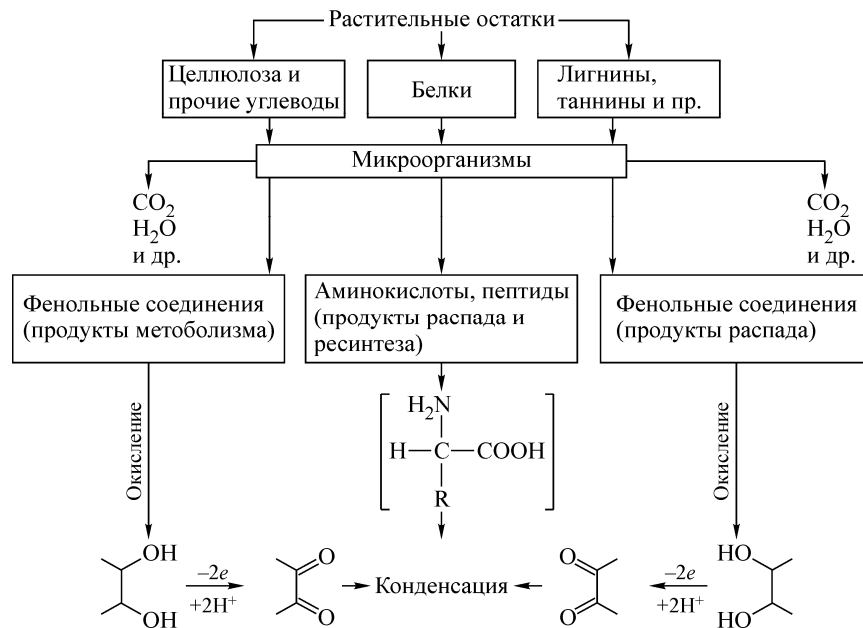 Растительные остатки
Целлюлоза и
прочие углеводы
Белки
Лигнины,
таннины и пр.
Микроорганизмы
CO2
H2O
и др.
CO2
H2O
и др.
Фенольные соединения
(продукты метоболизма)
Аминокислоты, пептиды
(продукты распада и
ресинтеза)
Фенольные соединения
(продукты распада)
Окисление
H2N
H—C—COOH
R
Окисление
OH
OH
–2e
+2H+
O
O
Конденсация
O
O
–2e
+2H+
HO
HO